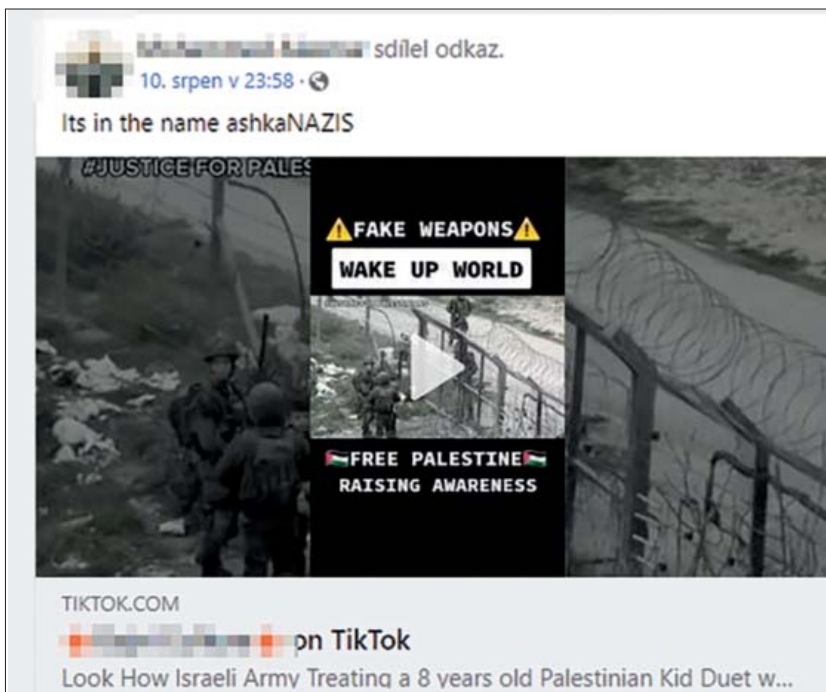 sdílel odkaz.
10. srpen v 23:58 ·
Its in the name ashkaNAZIS
#JUSTICE FOR PALES
⚠FAKE WEAPONS⚠
WAKE UP WORLD
🇵🇸FREE PALESTINE🇵🇸
RAISING AWARENESS
TIKTOK.COM
on TikTok
Look How Israeli Army Treating a 8 years old Palestinian Kid Duet w...